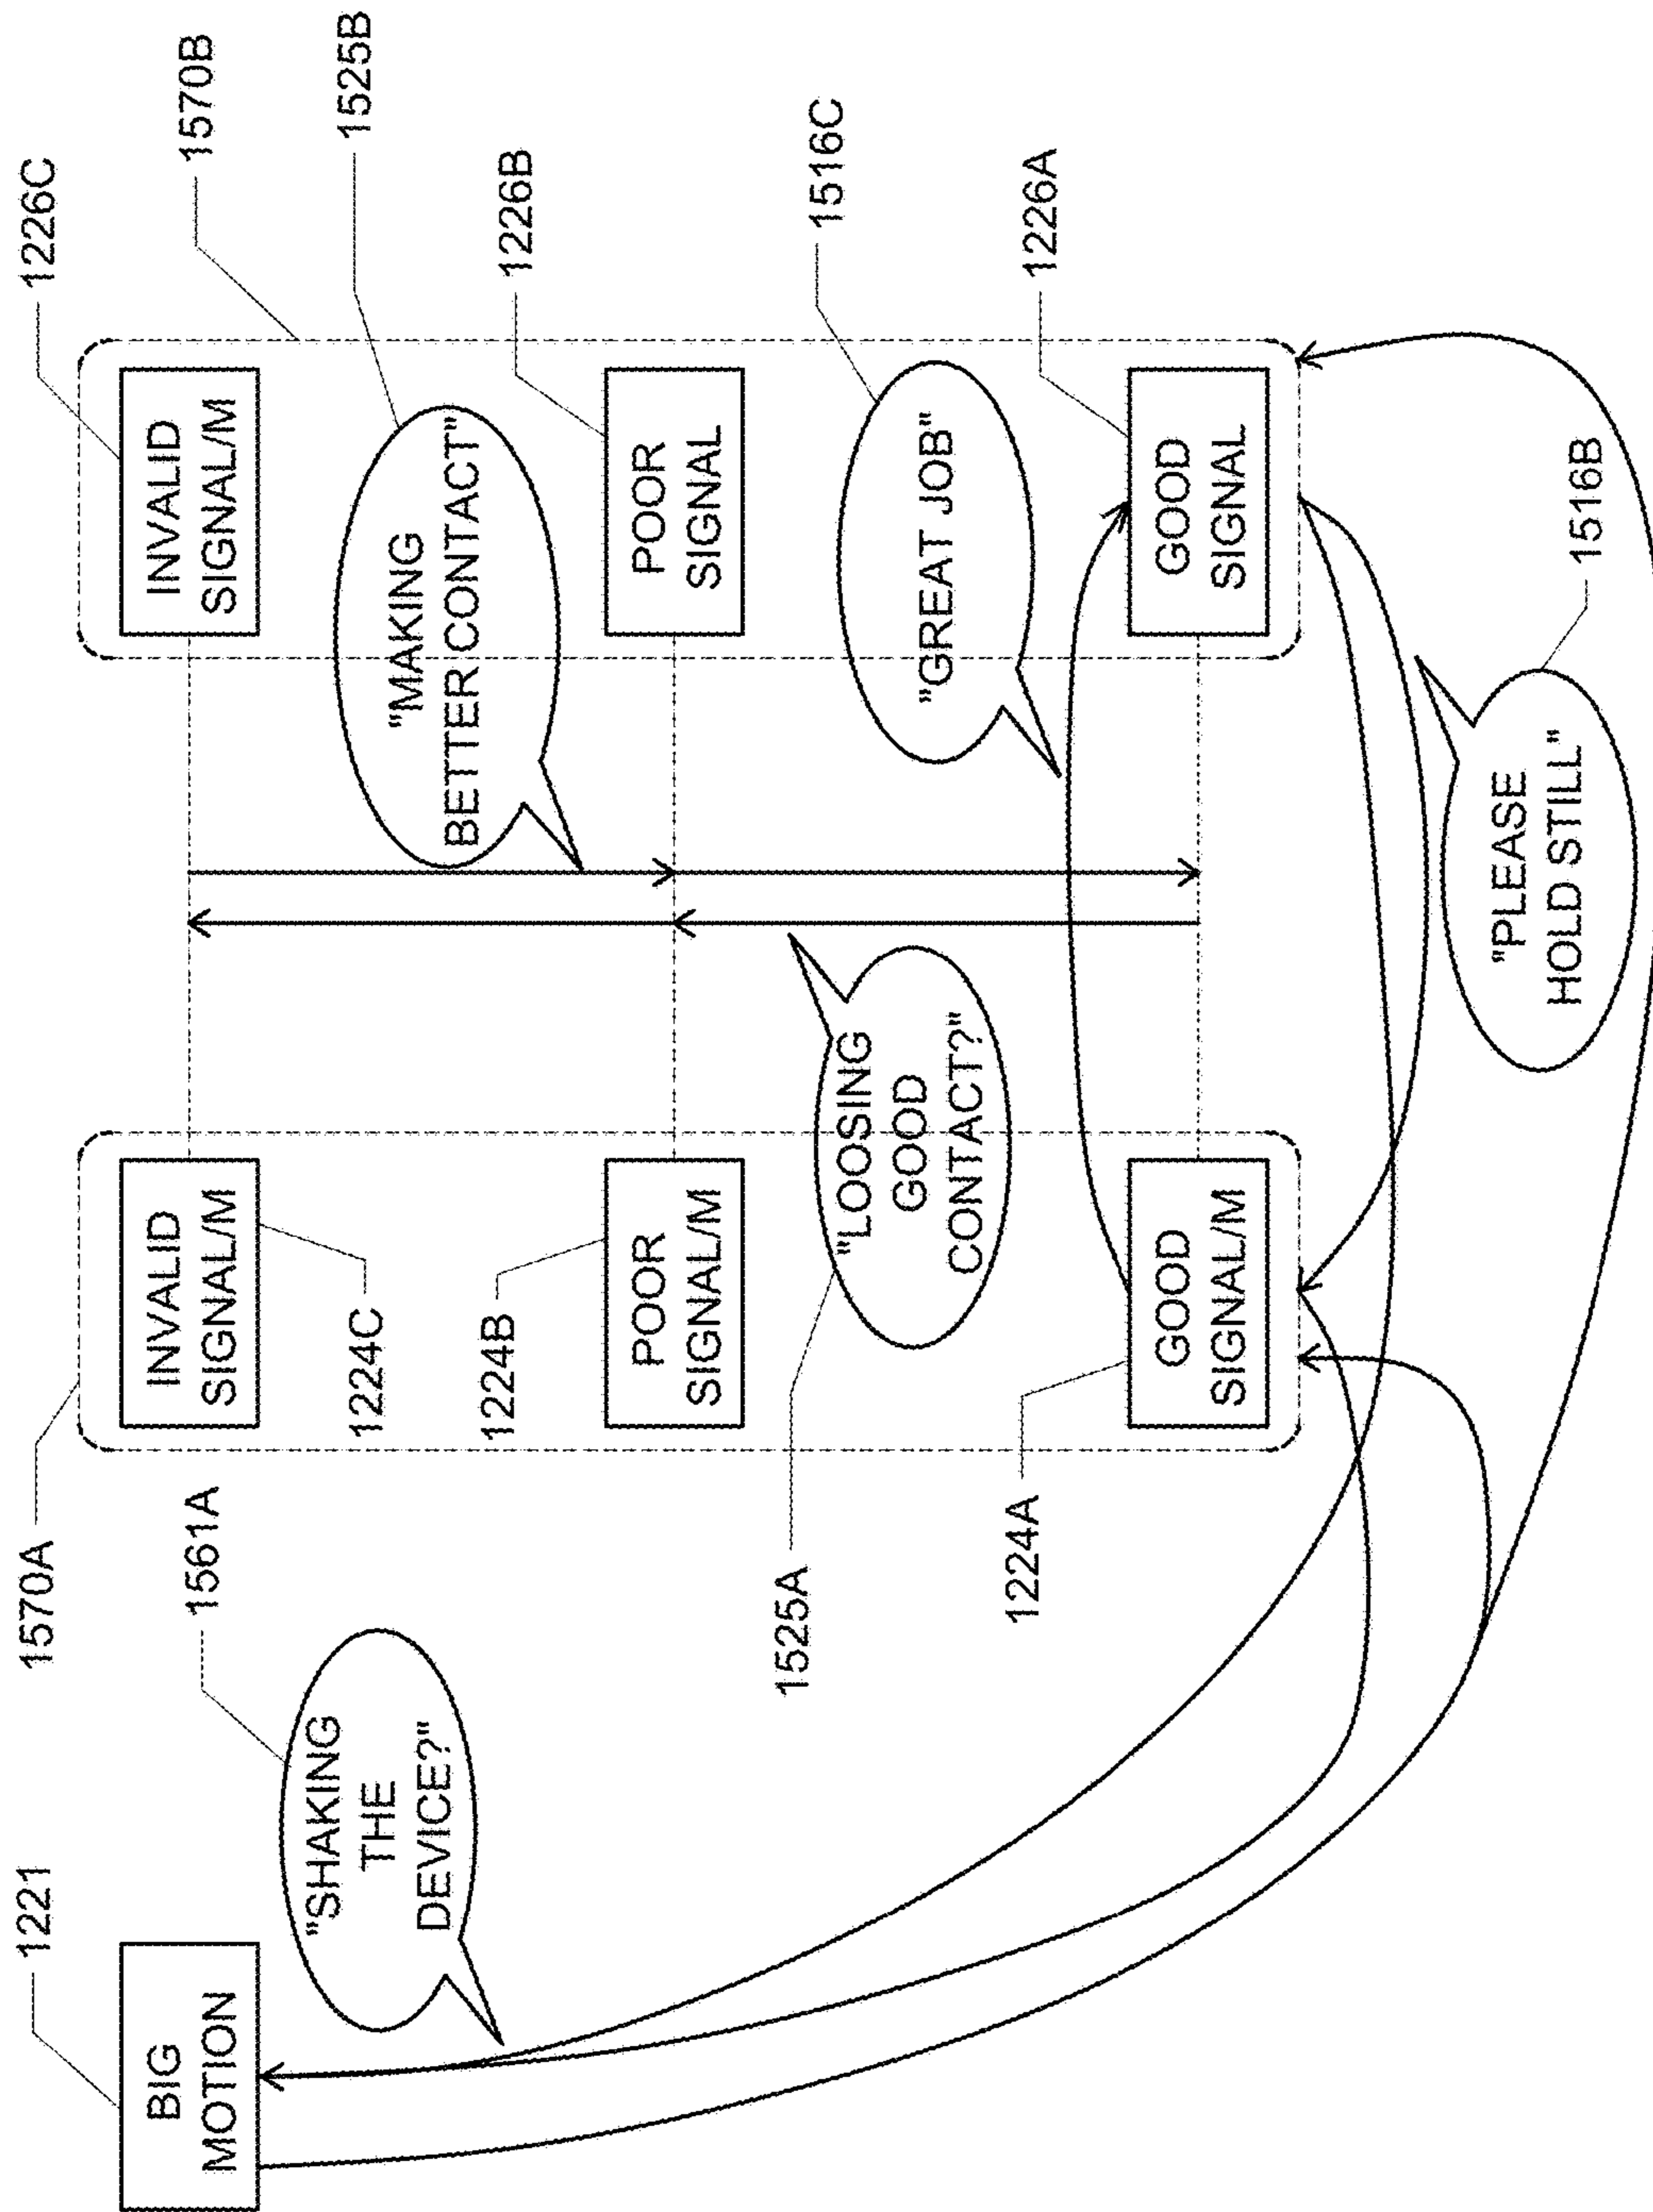 1221
1570A
1226C
BIG
MOTION
INVALID
SIGNAL/M
INVALID
SIGNAL/M
1561A
1570B
"SHAKING
THE
DEVICE?"
1224C
"MAKING
BETTER CONTACT"
1525B
1224B
1226B
POOR
SIGNAL/M
POOR
SIGNAL
1525A
"LOOSING
GOOD
CONTACT?"
"GREAT JOB"
1516C
1224A
1226A
GOOD
SIGNAL/M
GOOD
SIGNAL
"PLEASE
HOLD STILL"
1516B